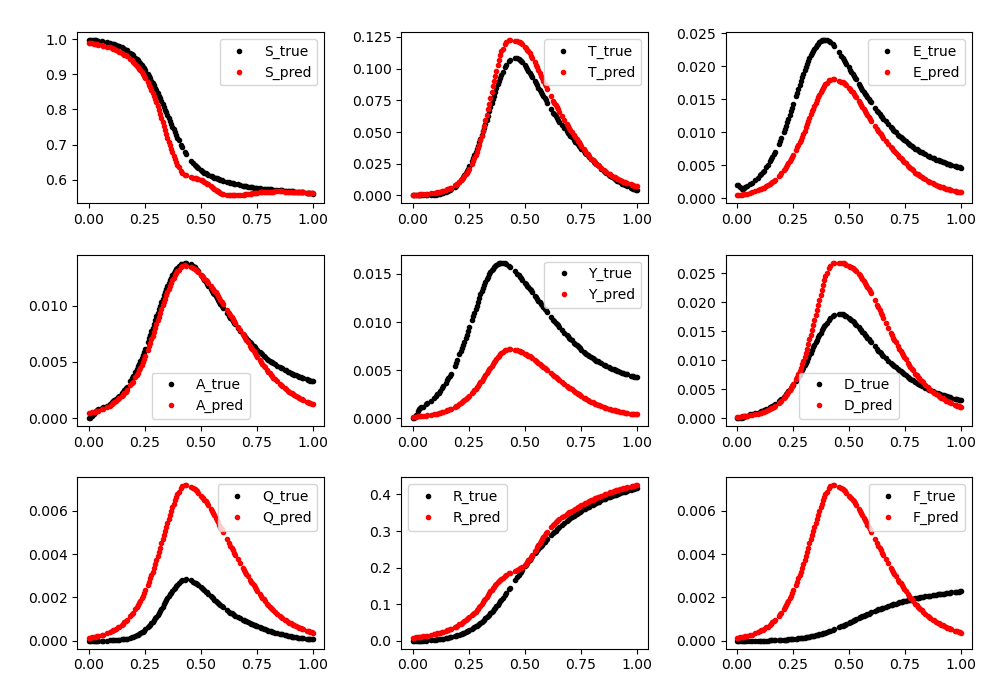 1.0
0.9
0.8
0.7
0.6
0.00 0.25 0.50 0.75 1.00
S_true
S_pred
0.125
0.100
0.075
0.050
0.025
0.000
0.00 0.25 0.50 0.75 1.00
T_true
T_pred
0.025
0.020
0.015
0.010
0.005
0.000
0.00 0.25 0.50 0.75 1.00
E_true
E_pred
0.010
0.005
0.000
0.00 0.25 0.50 0.75 1.00
A_true
A_pred
0.015
0.010
0.005
0.000
0.00 0.25 0.50 0.75 1.00
Y_true
Y_pred
0.025
0.020
0.015
0.010
0.005
0.000
0.00 0.25 0.50 0.75 1.00
D_true
D_pred
0.006
0.004
0.002
0.000
0.00 0.25 0.50 0.75 1.00
Q_true
Q_pred
0.4
0.3
0.2
0.1
0.0
0.00 0.25 0.50 0.75 1.00
R_true
R_pred
0.006
0.004
0.002
0.000
0.00 0.25 0.50 0.75 1.00
F_true
F_pred